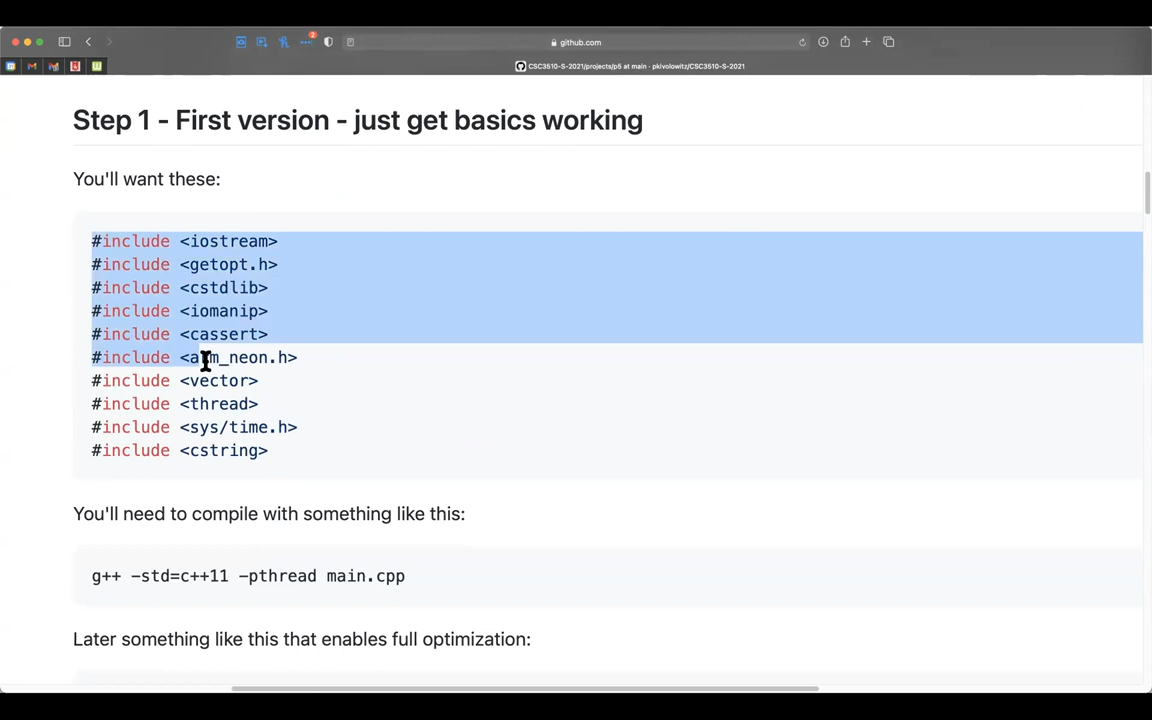 github.com
2
CSC3510-S-2021/projects/p5 at main · pkivolowitz/CSC3510-S-2021
Step 1 - First version - just get basics working
You'll want these:
#include <iostream>
#include <getopt.h>
#include <cstdlib>
#include <iomanip>
#include <cassert>
#include <arm_neon.h>
#include <vector>
#include <thread>
#include <sys/time.h>
#include <cstring>
You'll need to compile with something like this:
g++ -std=c++11 -pthread main.cpp
Later something like this that enables full optimization: